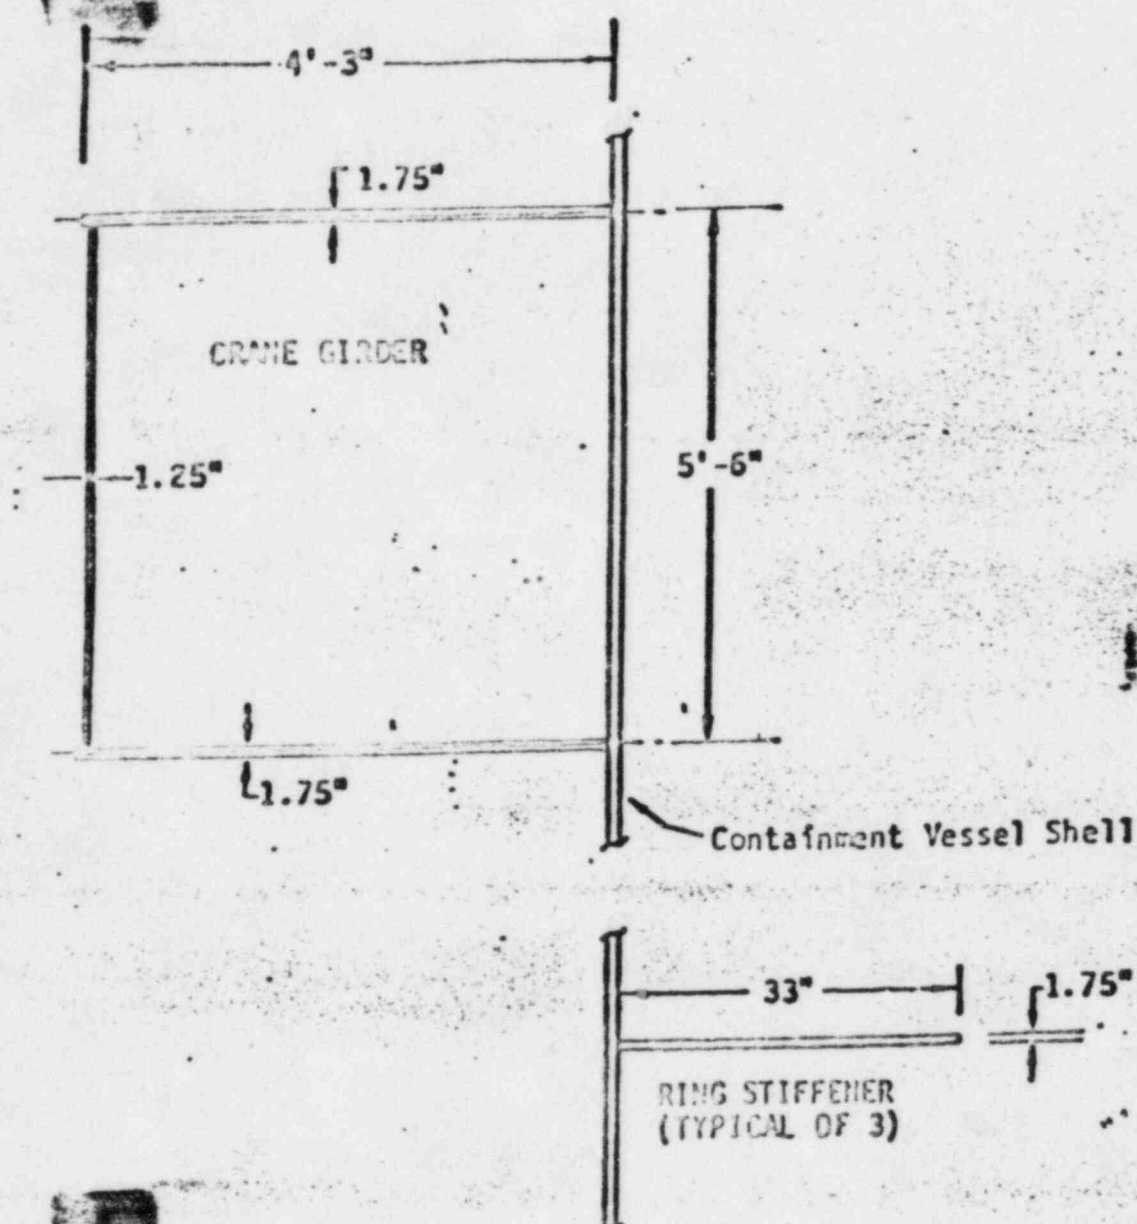 4'-3"
1.75"
CRANE GIRDER
1.25"
5'-6"
1.75"
Containment Vessel Shell
33"
1.75"
RING STIFFENER
(TYPICAL OF 3)